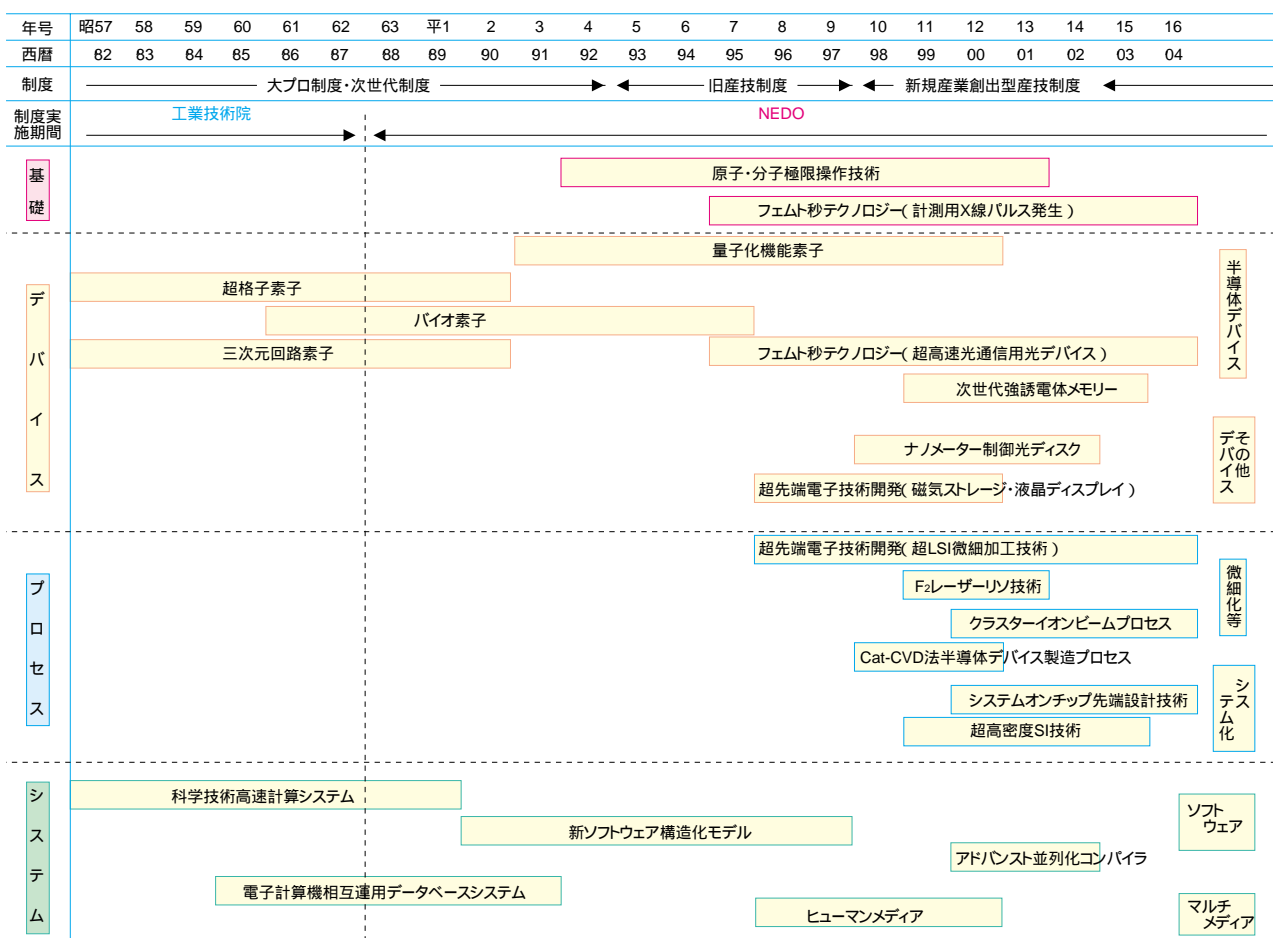 年号 昭57 58 59 60 61 62 63 平1 2 3 4 5 6 7 8 9 10 11 12 13 14 15 16
西暦 82 83 84 85 86 87 88 89 90 91 92 93 94 95 96 97 98 99 00 01 02 03 04
制度 大プロ制度・次世代制度 旧産技制度 新規産業創出型産技制度
制度実
施期間
工業技術院 NEDO
基礎
原子・分子極限操作技術
フェムト秒テクノロジー(計測用X線パルス発生)
デバイス
量子化機能素子
超格子素子
バイオ素子
三次元回路素子
フェムト秒テクノロジー(超高速光通信用光デバイス)
次世代強誘電体メモリー
半導体デバイス
ナノメーター制御光ディスク
超先端電子技術開発(磁気ストレージ・液晶ディスプレイ)
その他
デバイス
プロセス
超先端電子技術開発(超LSI微細加工技術)
F2レーザーリソ技術
クラスターイオンビームプロセス
微細化等
Cat-CVD法半導体デバイス製造プロセス
システムオンチップ先端設計技術
超高密度SI技術
シス
テム化
システム
科学技術高速計算システム
新ソフトウェア構造化モデル
アドバンスト並列化コンパイラ
ソフト
ウェア
電子計算機相互運用データベースシステム
ヒューマンメディア
マルチ
メディア